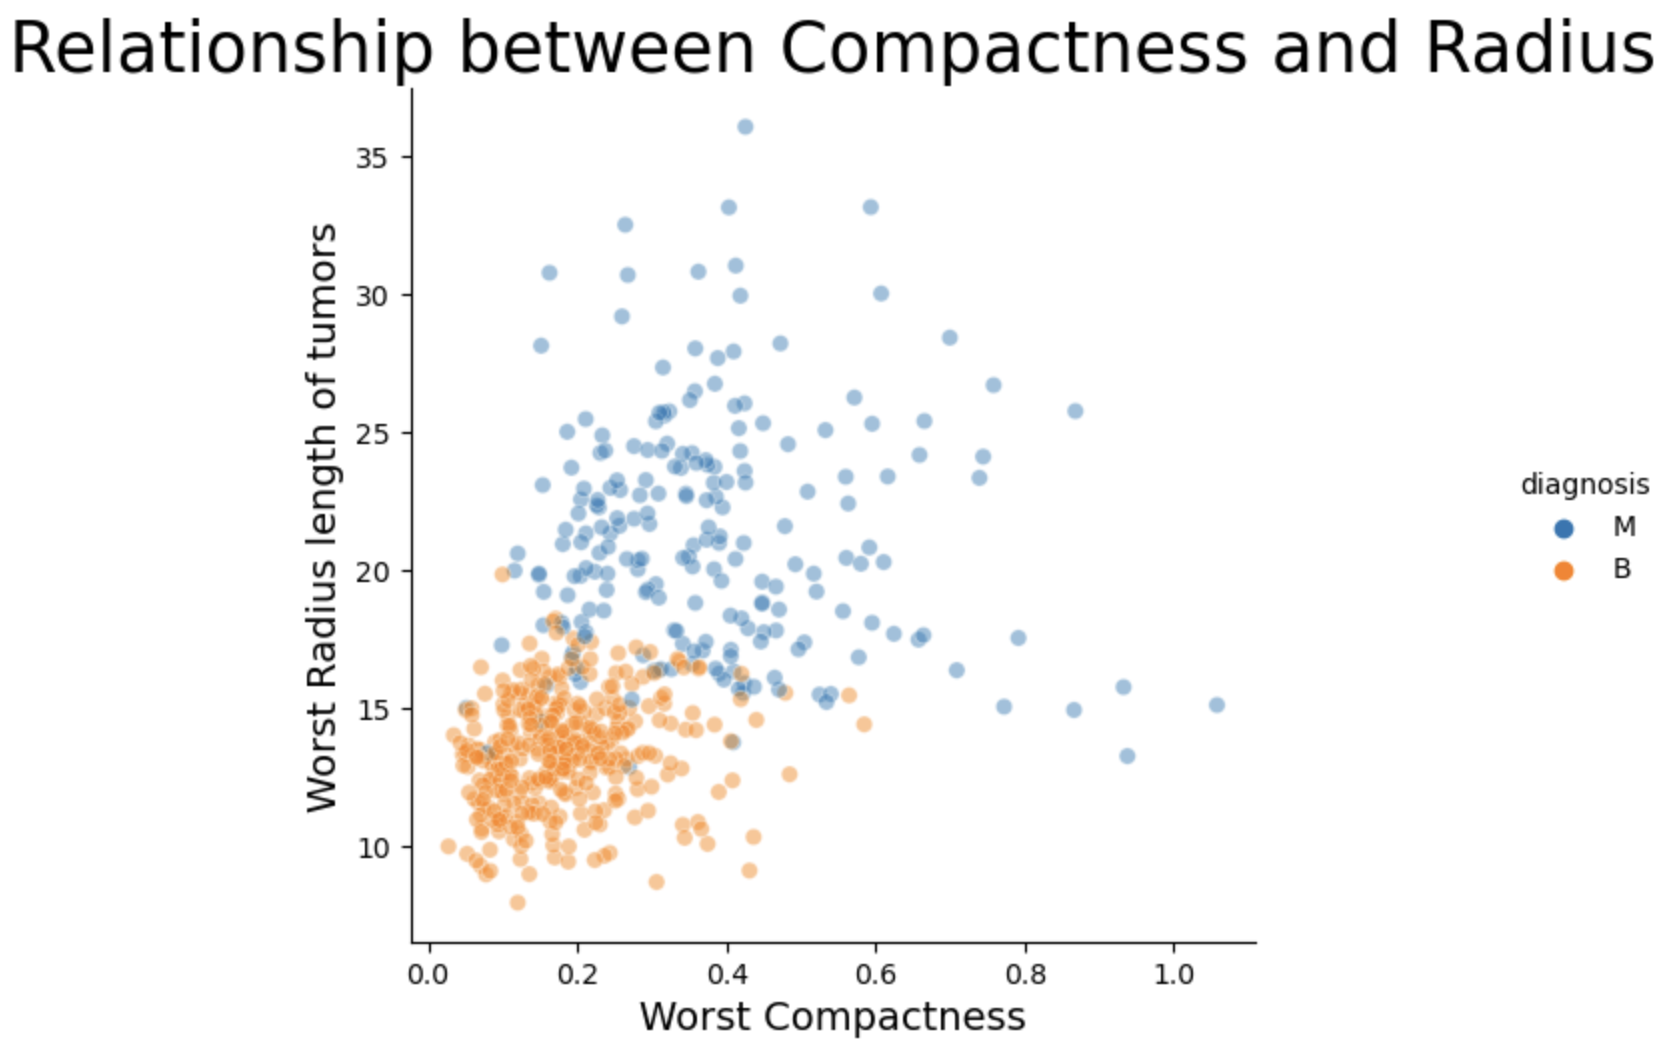 Relationship between Compactness and Radius
Worst Radius length of tumors
35
30
25
20
15
10
0.0 0.2 0.4 0.6 0.8 1.0
Worst Compactness
diagnosis
M
B